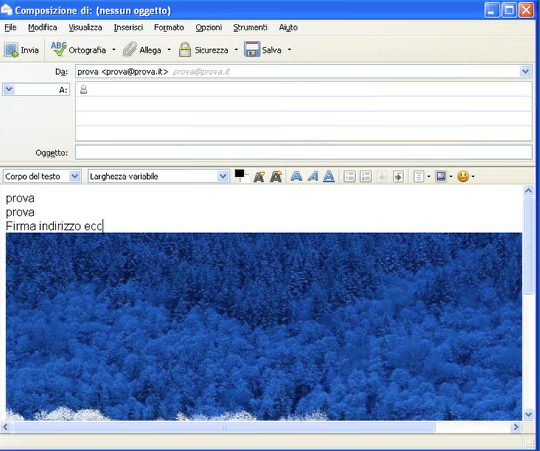 Composizione di: (nessun oggetto)
File Modifica Visualizza Inserisci Formato Opzioni Strumenti Aiuto
Invia ABC Ortografia Allega Sicurezza Salva
Da: prova <prova@prova.it> prova@prova.it
A:
Oggetto:
Corpo del testo Larghezza variabile
prova
prova
Firma indirizzo ecc